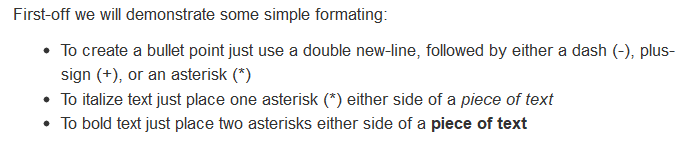 First-off we will demonstrate some simple formating:
• To create a bullet point just use a double new-line, followed by either a dash (-), plus-
sign (+), or an asterisk (*)
• To italize text just place one asterisk (*) either side of a piece of text
• To bold text just place two asterisks either side of a piece of text